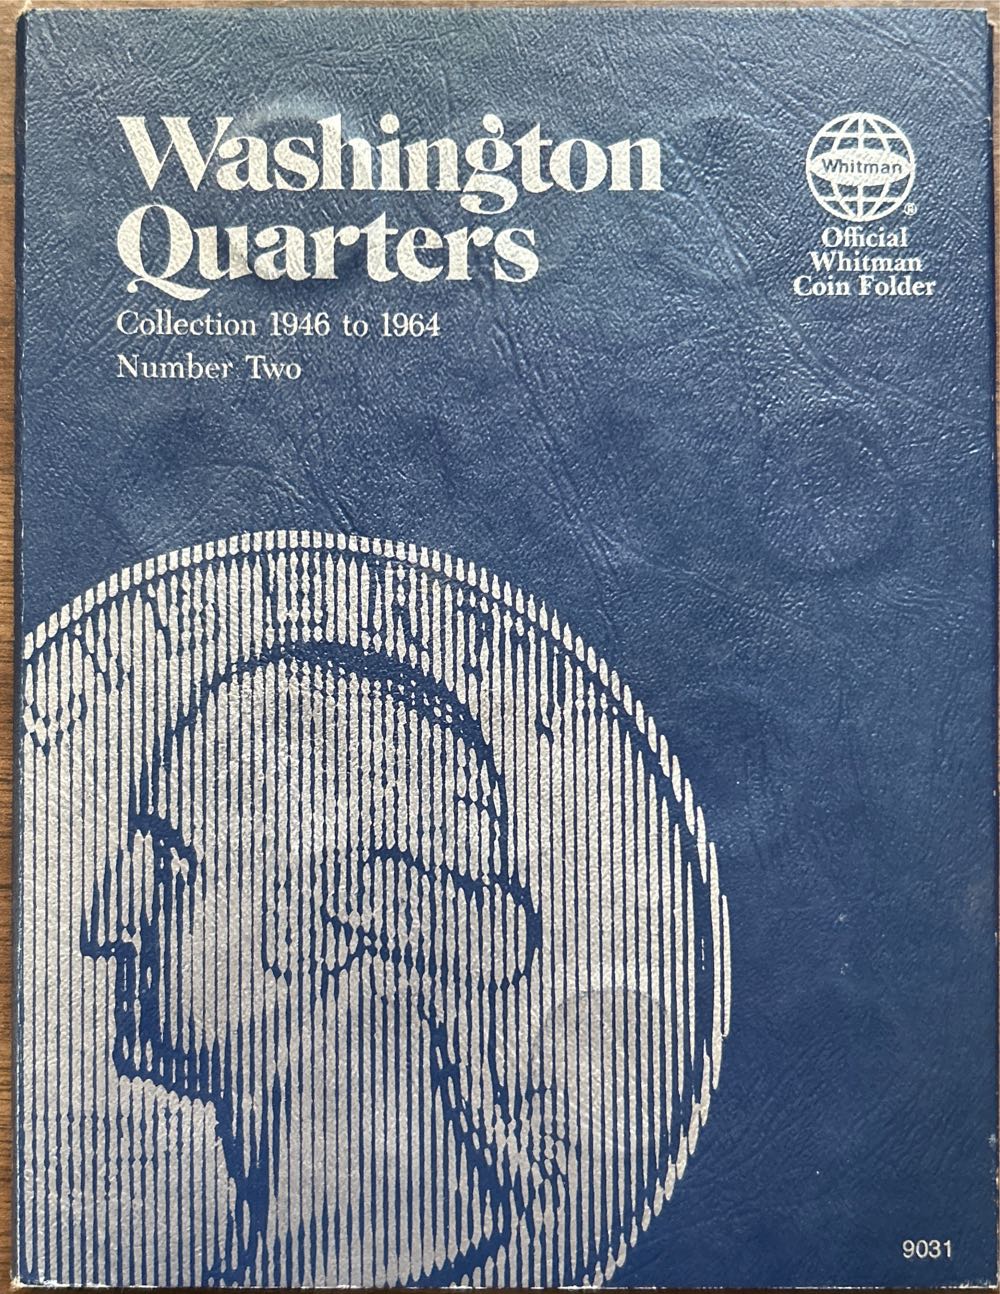 Washington
Quarters
Collection 1946 to 1964
Number Two
Whitman
®
Official
Whitman
Coin Folder
9031